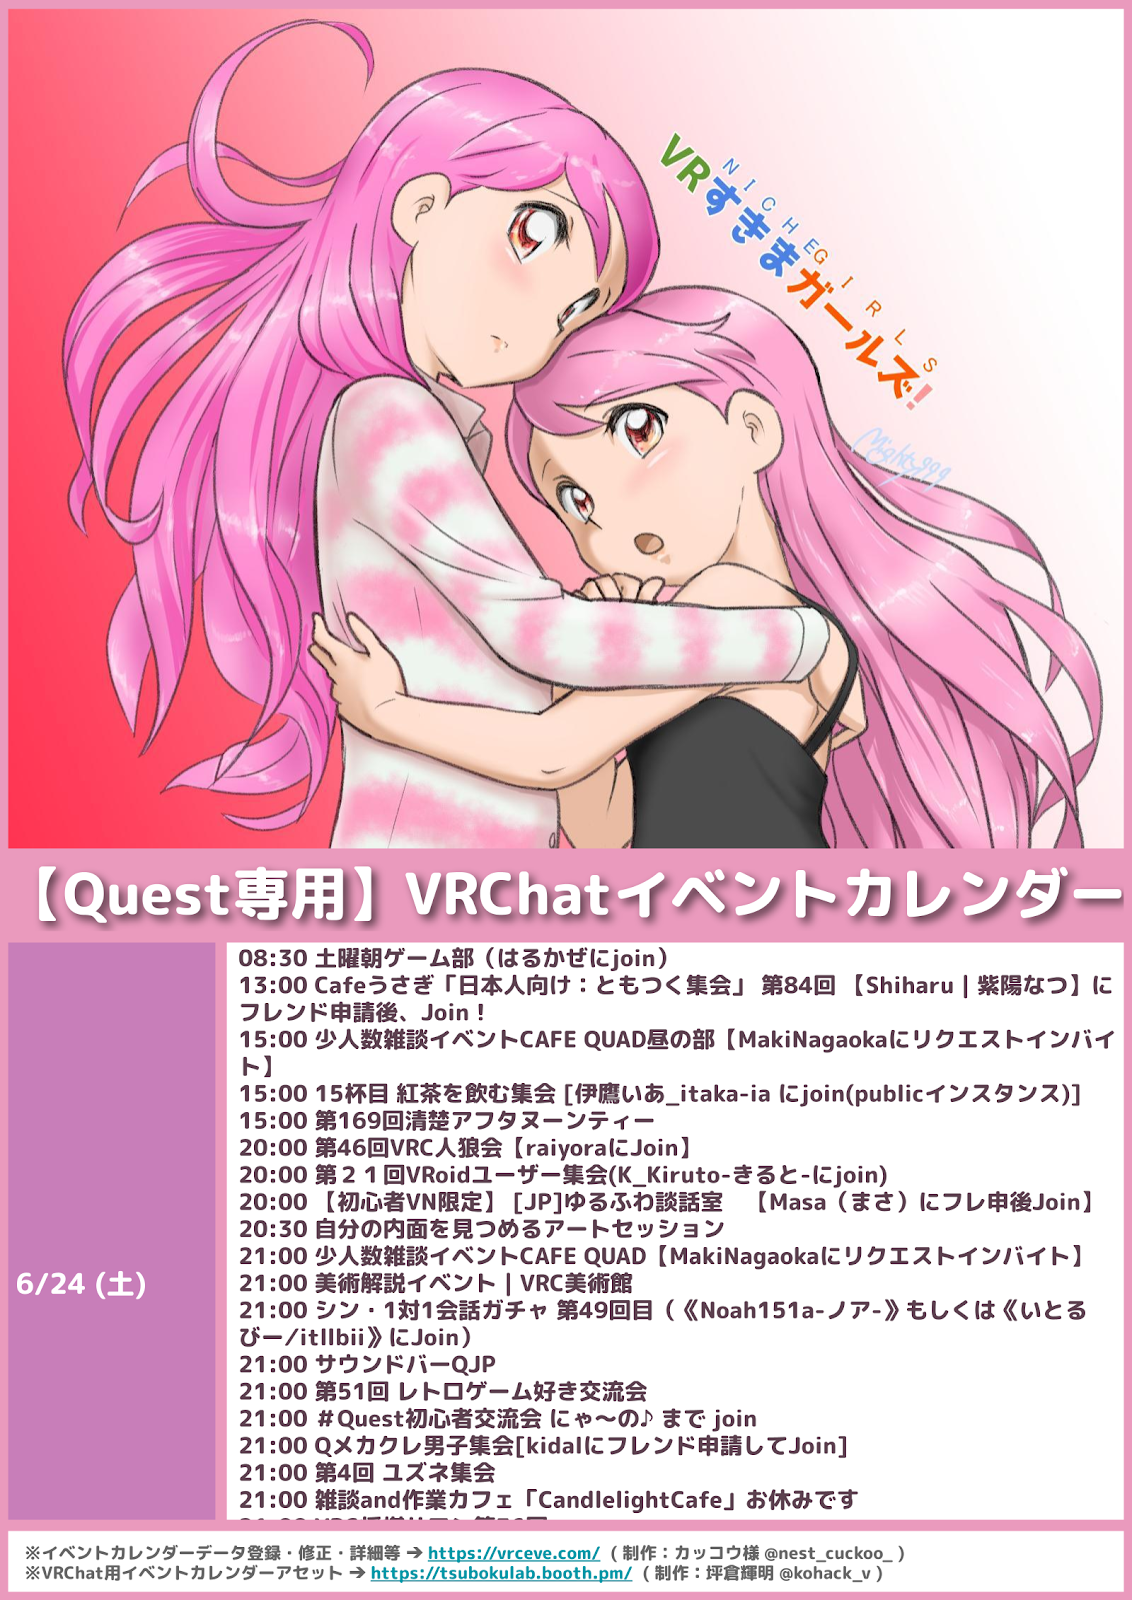 VRすきまガールズ!
NICHEGIRLS
Mighty999
【Quest専用】VRChatイベントカレンダー
6/24 (土)
08:30 土曜朝ゲーム部（はるかぜにjoin）
13:00 Cafeうさぎ「日本人向け：ともつく集会」 第84回 【Shiharu | 紫陽なつ】に
フレンド申請後、Join！
15:00 少人数雑談イベントCAFE QUAD昼の部【MakiNagaokaにリクエストインバイ
ト】
15:00 15杯目 紅茶を飲む集会 [伊鷹いあ_itaka-ia にjoin(publicインスタンス)]
15:00 第169回清楚アフタヌーンティー
20:00 第46回VRC人狼会【raiyoraにJoin】
20:00 第２１回VRoidユーザー集会(K_Kiruto-きると-にjoin)
20:00 【初心者VN限定】 [JP]ゆるふわ談話室　【Masa（まさ）にフレ申後Join】
20:30 自分の内面を見つめるアートセッション
21:00 少人数雑談イベントCAFE QUAD【MakiNagaokaにリクエストインバイト】
21:00 美術解説イベント | VRC美術館
21:00 シン・1対1会話ガチャ 第49回目（《Noah151a-ノア-》もしくは《いとる
びー/itllbii》にJoin）
21:00 サウンドバーQJP
21:00 第51回 レトロゲーム好き交流会
21:00 ＃Quest初心者交流会 にゃ～の♪ まで join
21:00 Qメカクレ男子集会[kidalにフレンド申請してJoin]
21:00 第4回 ユズネ集会
21:00 雑談and作業カフェ「CandlelightCafe」お休みです
※イベントカレンダーデータ登録・修正・詳細等 ➔ https://vrceve.com/ （制作：カッコウ様 @nest_cuckoo_ ）
※VRChat用イベントカレンダーアセット ➔ https://tsubokulab.booth.pm/ （制作：坪倉輝明 @kohack_v ）